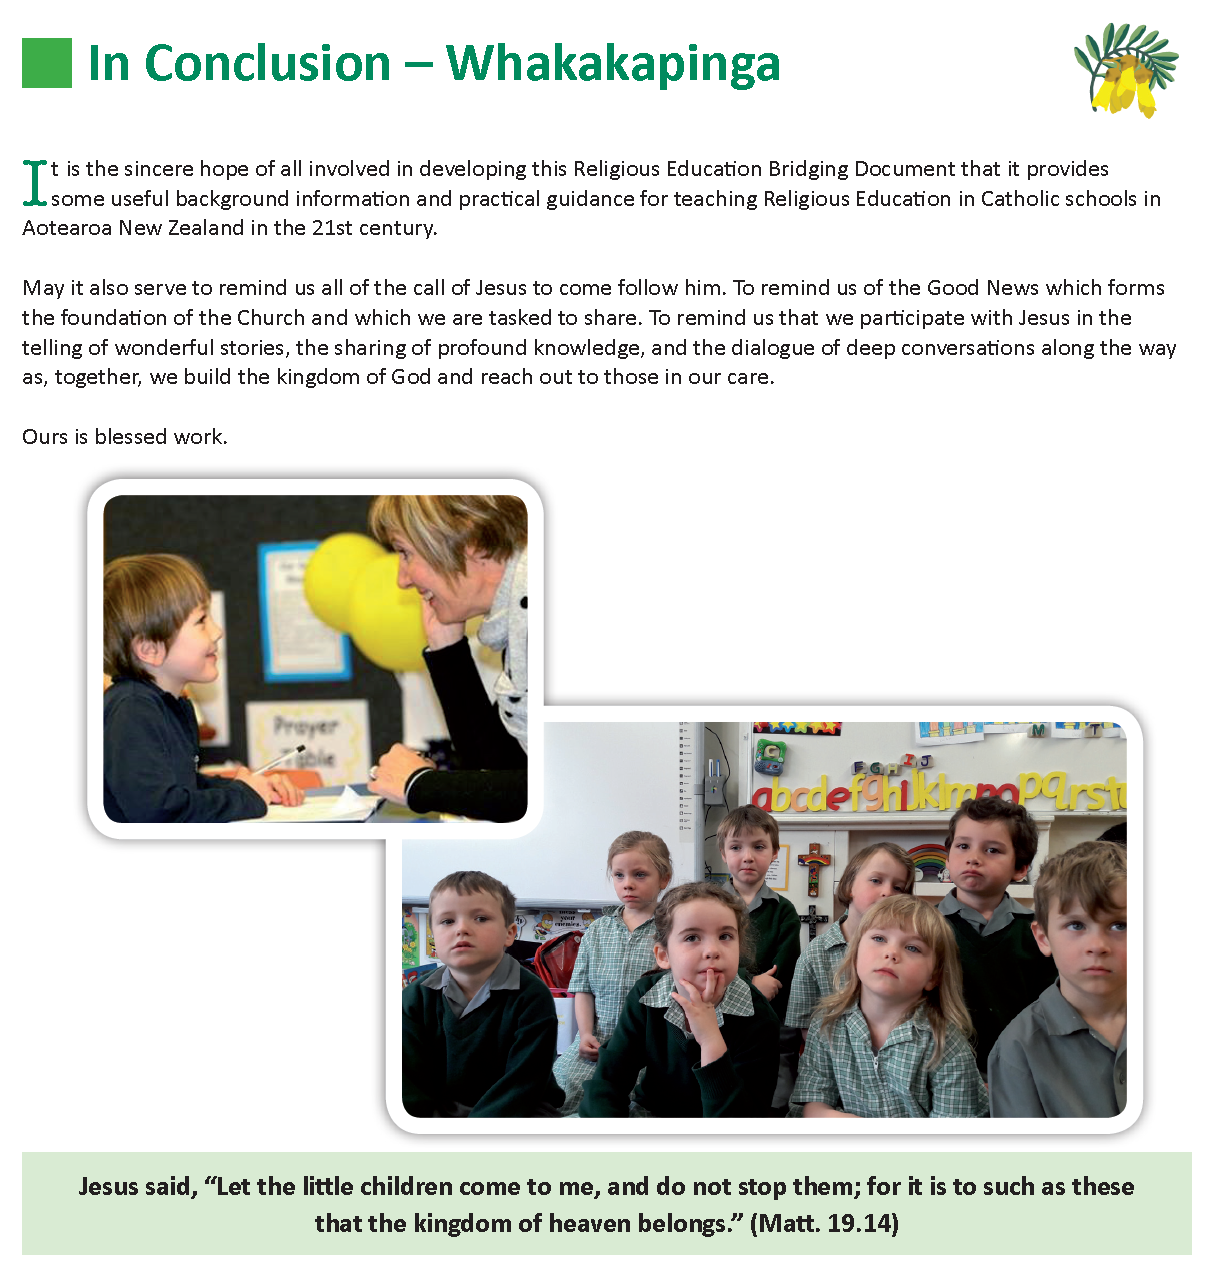 In Conclusion – Whakakapinga
It is the sincere hope of all involved in developing this Religious Education Bridging Document that it provides
some useful background information and practical guidance for teaching Religious Education in Catholic schools in
Aotearoa New Zealand in the 21st century.
May it also serve to remind us all of the call of Jesus to come follow him. To remind us of the Good News which forms
the foundation of the Church and which we are tasked to share. To remind us that we participate with Jesus in the
telling of wonderful stories, the sharing of profound knowledge, and the dialogue of deep conversations along the way
as, together, we build the kingdom of God and reach out to those in our care.
Ours is blessed work.
Prayer
Table
G
M T
F G H I J
abcdefghijklmnopqrstu
enemies.
Jesus said, “Let the little children come to me, and do not stop them; for it is to such as these
that the kingdom of heaven belongs.” (Matt. 19.14)